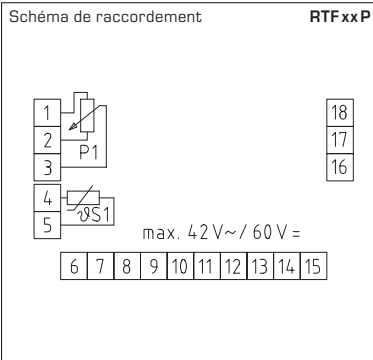 Schéma de raccordement RTF xx P
1
18
2
17
P1
3
16
4
ϑS1
5
max. 42 V~ / 60 V =
6 7 8 9 10 11 12 13 14 15